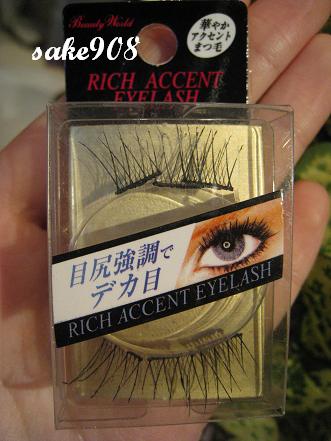 sake908
Beauty World
RICH ACCENT
EYELASH
華やか
アクセント
まつ毛
目尻強調で
デカ目
RICH ACCENT EYELASH